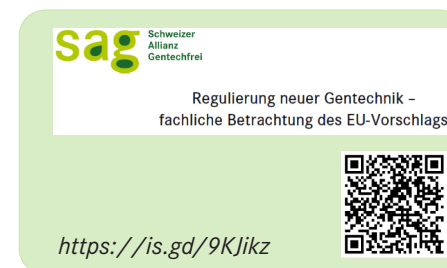 sag
Schweizer
Allianz
Gentechfrei
Regulierung neuer Gentechnik –
fachliche Betrachtung des EU-Vorschlags
https://is.gd/9KJikz